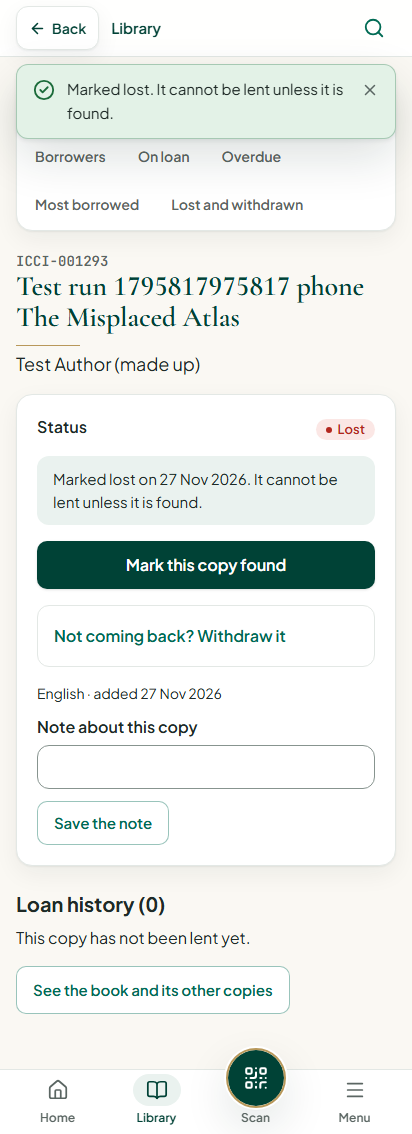 Back
Library
Marked lost. It cannot be lent unless it is
found.
Borrowers
On loan
Overdue
Most borrowed
Lost and withdrawn
ICCI-001293
Test run 1795817975817 phone
The Misplaced Atlas
Test Author (made up)
Status
Lost
Marked lost on 27 Nov 2026. It cannot be
lent unless it is found.
Mark this copy found
Not coming back? Withdraw it
English · added 27 Nov 2026
Note about this copy
Save the note
Loan history (0)
This copy has not been lent yet.
See the book and its other copies
Home
Library
Scan
Menu